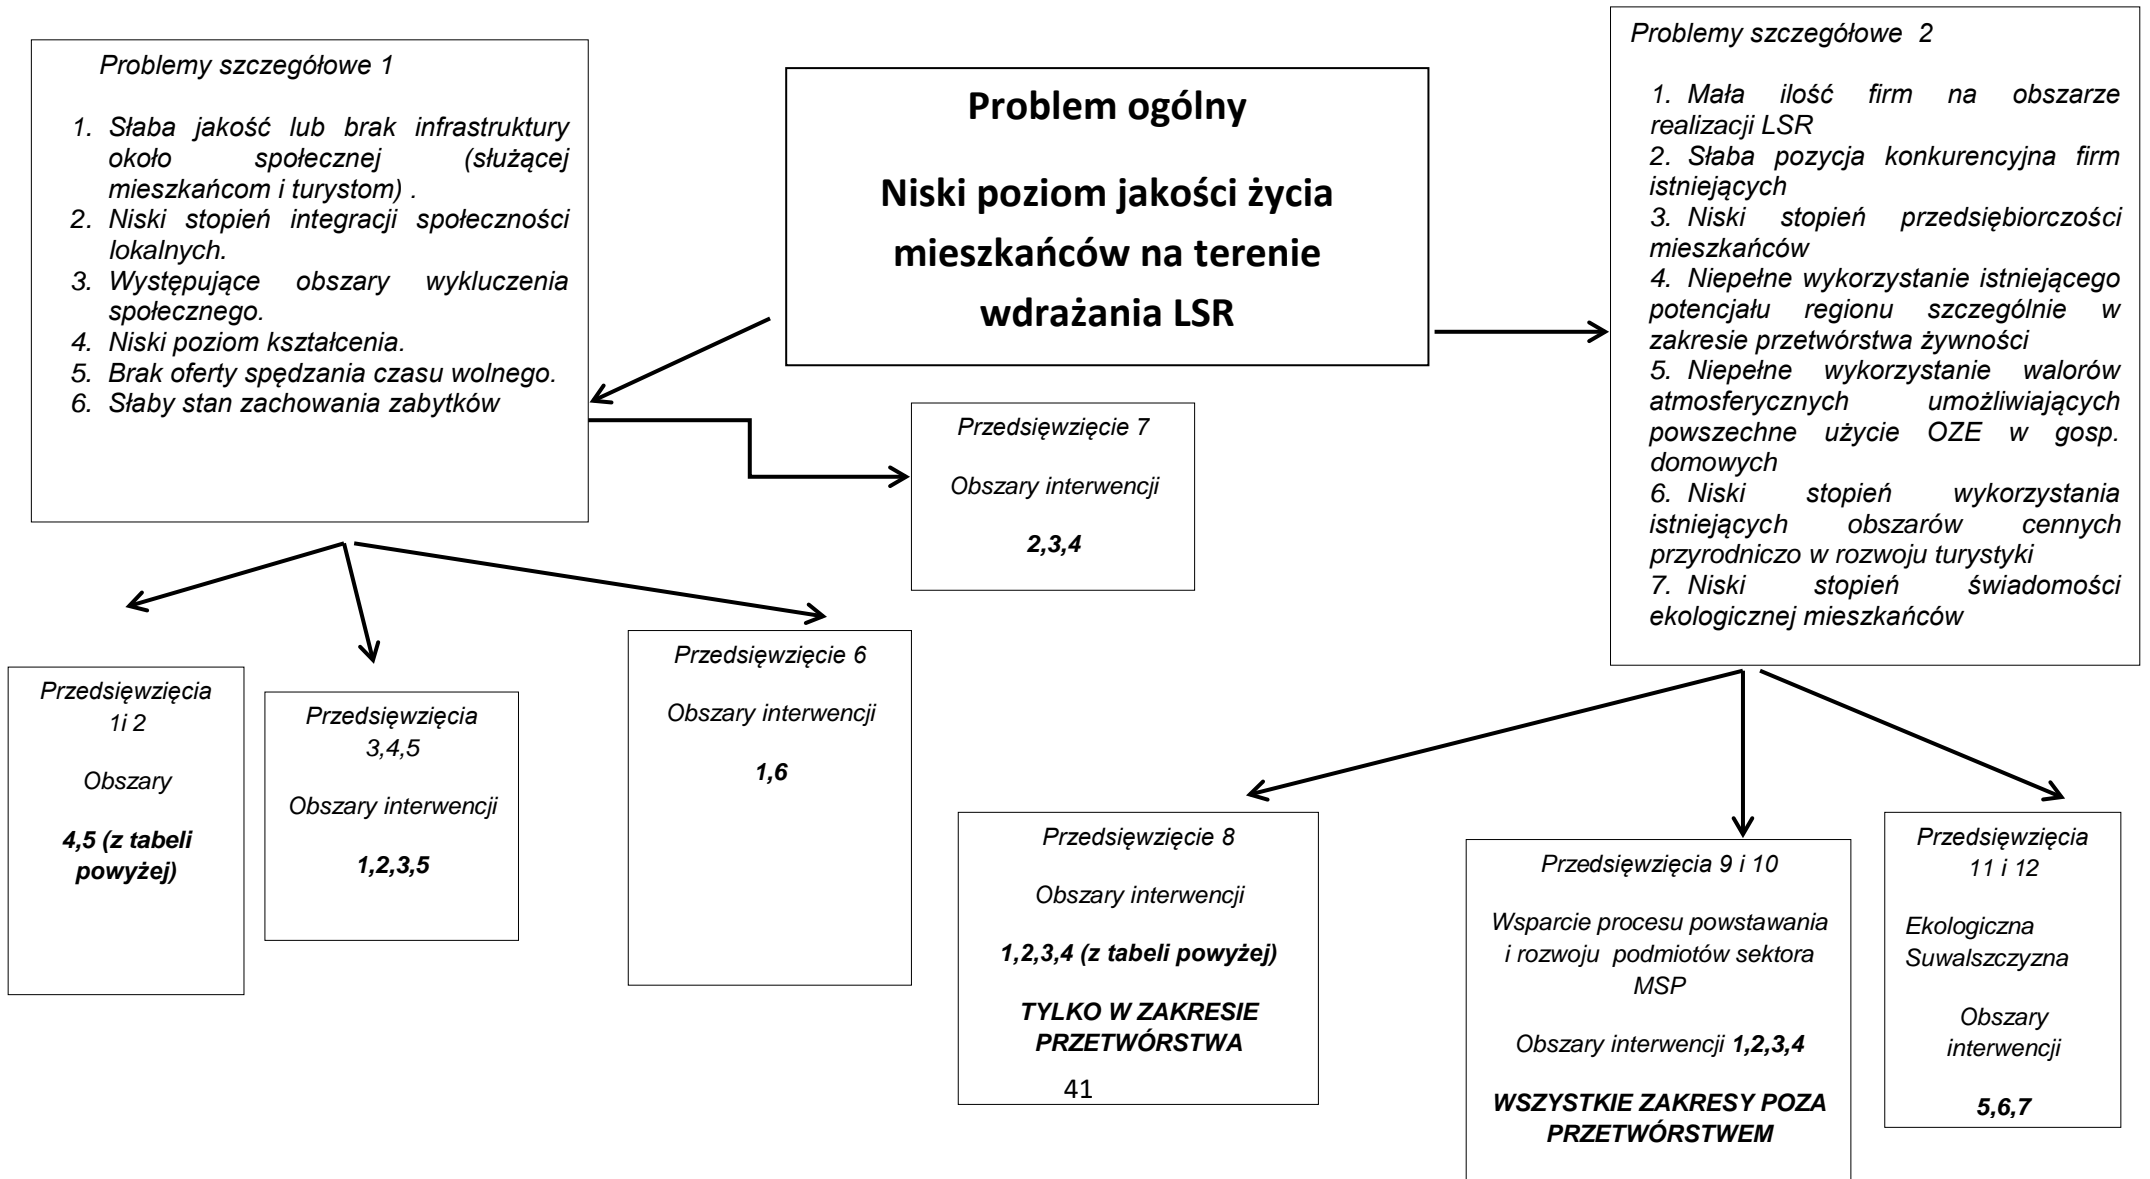 Problemy szczegółowe 1
1. Słaba jakość lub brak infrastruktury
około społecznej (służącej
mieszkańcom i turystom) .
2. Niski stopień integracji społeczności
lokalnych.
3. Występujące obszary wykluczenia
społecznego.
4. Niski poziom kształcenia.
5. Brak oferty spędzania czasu wolnego.
6. Słaby stan zachowania zabytków
Problem ogólny
Niski poziom jakości życia
mieszkańców na terenie
wdrażania LSR
Problemy szczegółowe 2
1. Mała ilość firm na obszarze
realizacji LSR
2. Słaba pozycja konkurencyjna firm
istniejących
3. Niski stopień przedsiębiorczości
mieszkańców
4. Niepełne wykorzystanie istniejącego
potencjału regionu szczególnie w
zakresie przetwórstwa żywności
5. Niepełne wykorzystanie walorów
atmosferycznych umożliwiających
powszechne użycie OZE w gosp.
domowych
6. Niski stopień wykorzystania
istniejących obszarów cennych
przyrodniczo w rozwoju turystyki
7. Niski stopień świadomości
ekologicznej mieszkańców
Przedsięwzięcie 7
Obszary interwencji
2,3,4
Przedsięwzięcia
1i 2
Obszary
4,5 (z tabeli
powyżej)
Przedsięwzięcia
3,4,5
Obszary interwencji
1,2,3,5
Przedsięwzięcie 6
Obszary interwencji
1,6
Przedsięwzięcie 8
Obszary interwencji
1,2,3,4 (z tabeli powyżej)
TYLKO W ZAKRESIE
PRZETWÓRSTWA
41
Przedsięwzięcia 9 i 10
Wsparcie procesu powstawania
i rozwoju podmiotów sektora
MSP
Obszary interwencji 1,2,3,4
WSZYSTKIE ZAKRESY POZA
PRZETWÓRSTWEM
Przedsięwzięcia
11 i 12
Ekologiczna
Suwalszczyzna
Obszary
interwencji
5,6,7